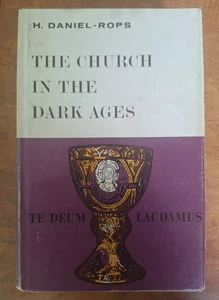 H. DANIEL-ROPS
THE CHURCH
IN THE
DARK AGES
TE DEUM LAUDAMUS